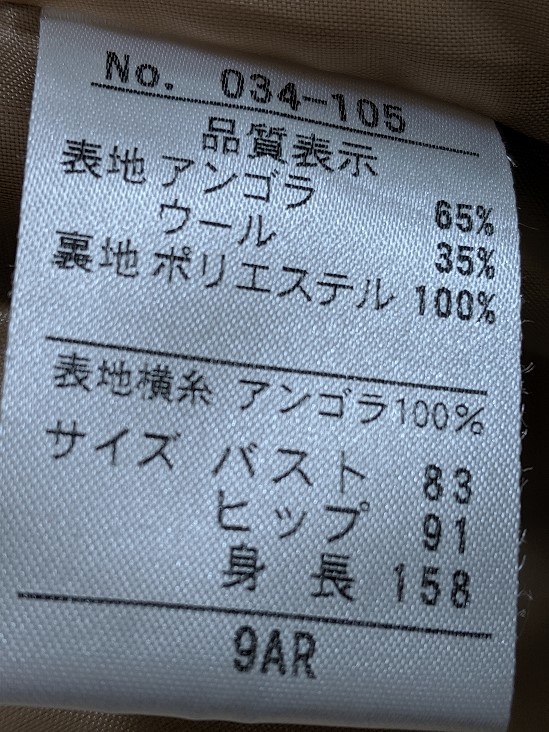 No. 034-105
品質表示
表地 アンゴラ 65%
ウール 35%
裏地 ポリエステル 100%
表地横糸 アンゴラ100%
サイズ バスト 83
ヒップ 91
身長 158
9AR